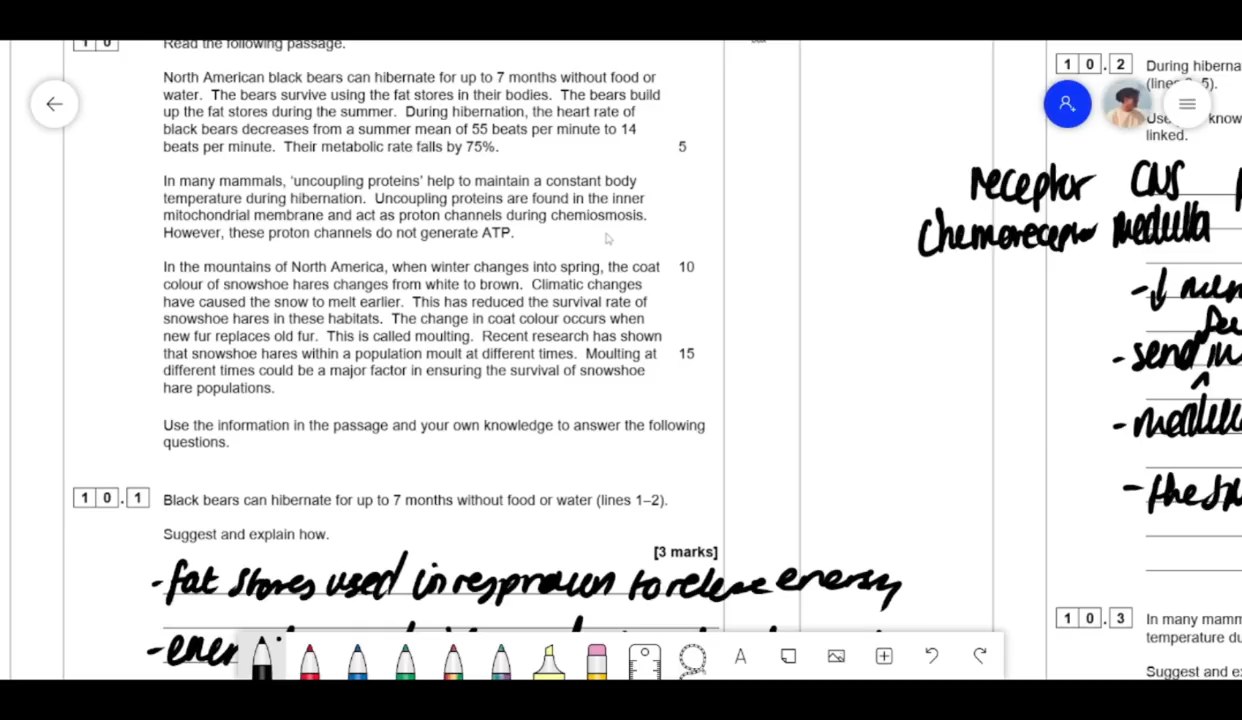 1 0
Read the following passage.
North American black bears can hibernate for up to 7 months without food or
water. The bears survive using the fat stores in their bodies. The bears build
up the fat stores during the summer. During hibernation, the heart rate of
black bears decreases from a summer mean of 55 beats per minute to 14
beats per minute. Their metabolic rate falls by 75%. 5
In many mammals, 'uncoupling proteins' help to maintain a constant body
temperature during hibernation. Uncoupling proteins are found in the inner
mitochondrial membrane and act as proton channels during chemiosmosis.
However, these proton channels do not generate ATP.
In the mountains of North America, when winter changes into spring, the coat 10
colour of snowshoe hares changes from white to brown. Climatic changes
have caused the snow to melt earlier. This has reduced the survival rate of
snowshoe hares in these habitats. The change in coat colour occurs when
new fur replaces old fur. This is called moulting. Recent research has shown
that snowshoe hares within a population moult at different times. Moulting at 15
different times could be a major factor in ensuring the survival of snowshoe
hare populations.
Use the information in the passage and your own knowledge to answer the following
questions.
1 0 . 1 Black bears can hibernate for up to 7 months without food or water (lines 1–2).
Suggest and explain how.
[3 marks]
- fat stores used in to release energy
1 0 . 2 During hiberna
(lines
Use know
linked.
receptor CNS
chemoreceptor medulla
- send
1 0 . 3 In many mamm
temperature du
Suggest and ex
A